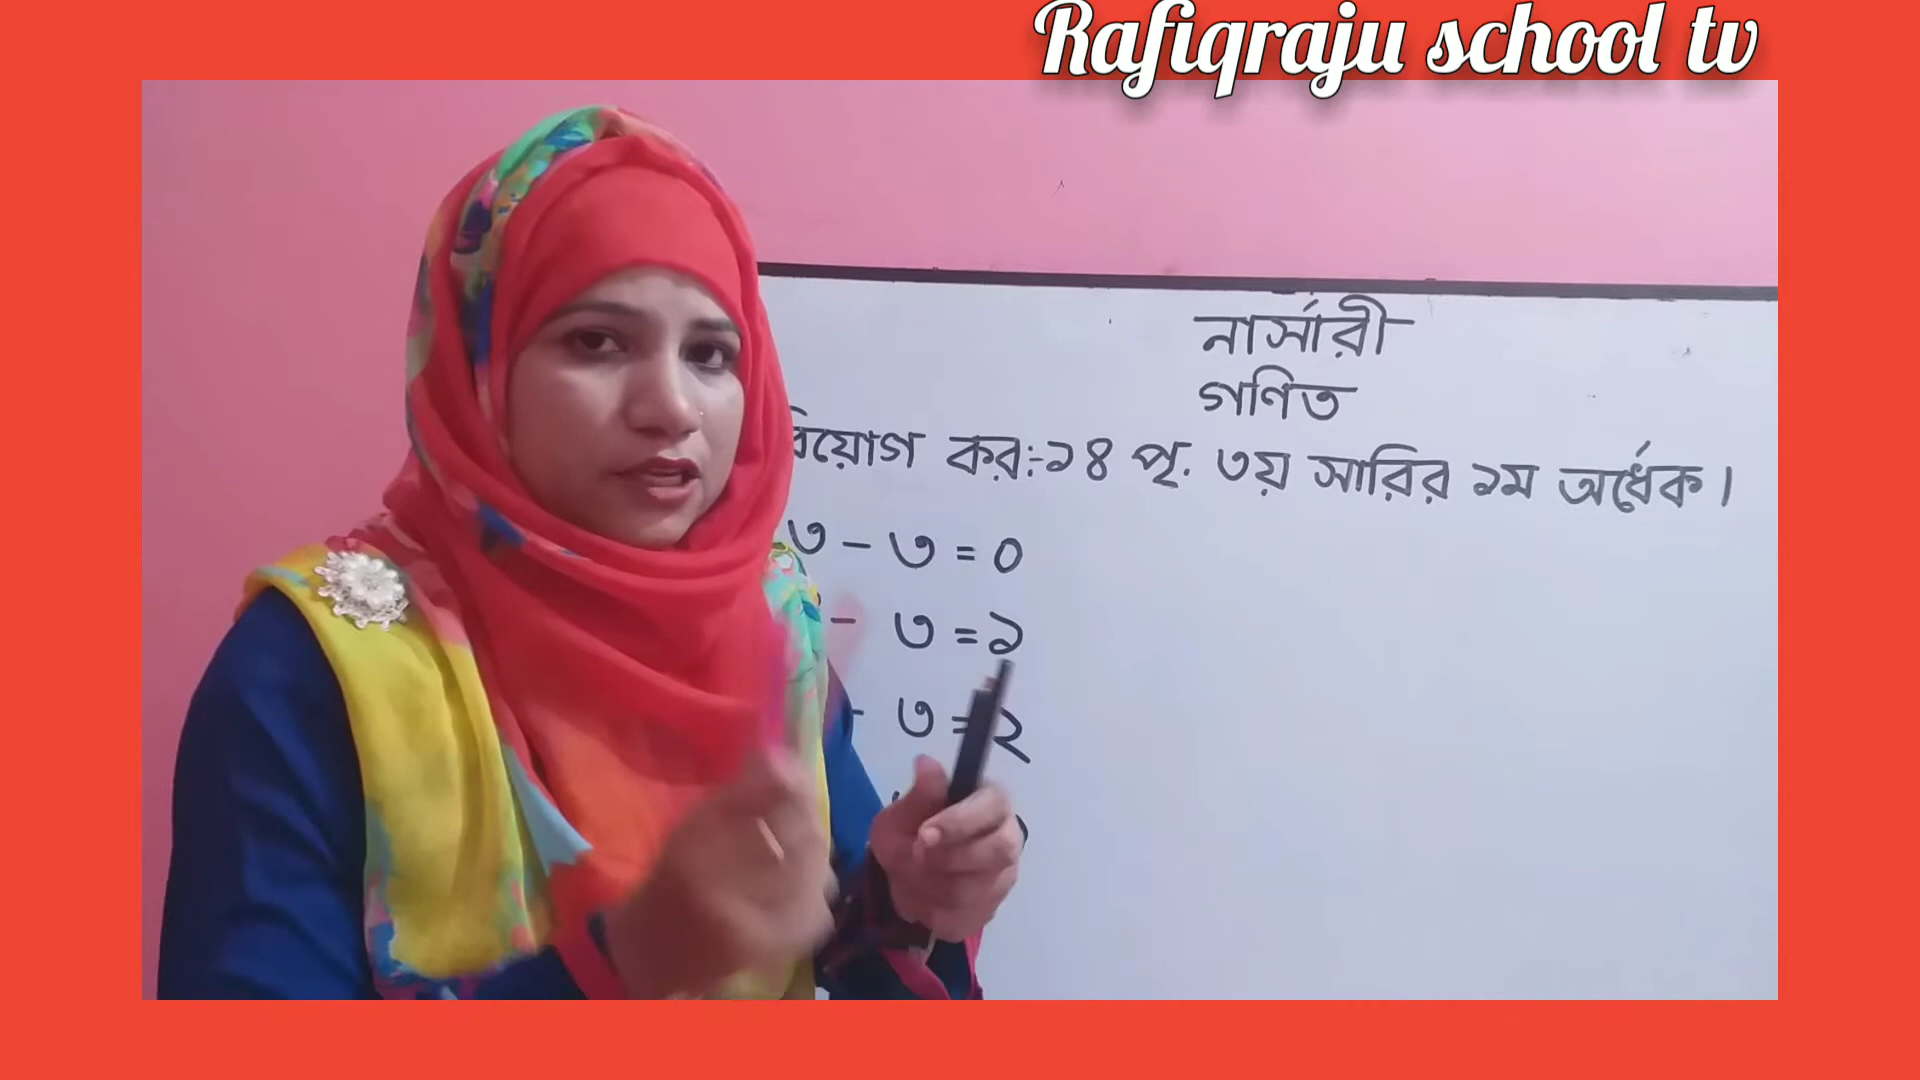 Rafiqraju school tv
নার্সারী
গণিত
বিয়োগ কর:-১৪ পৃ. ৩য় সারির ১ম অর্ধেক।
৩ - ৩ = ০
- ৩ = ১
- ৩ = ২